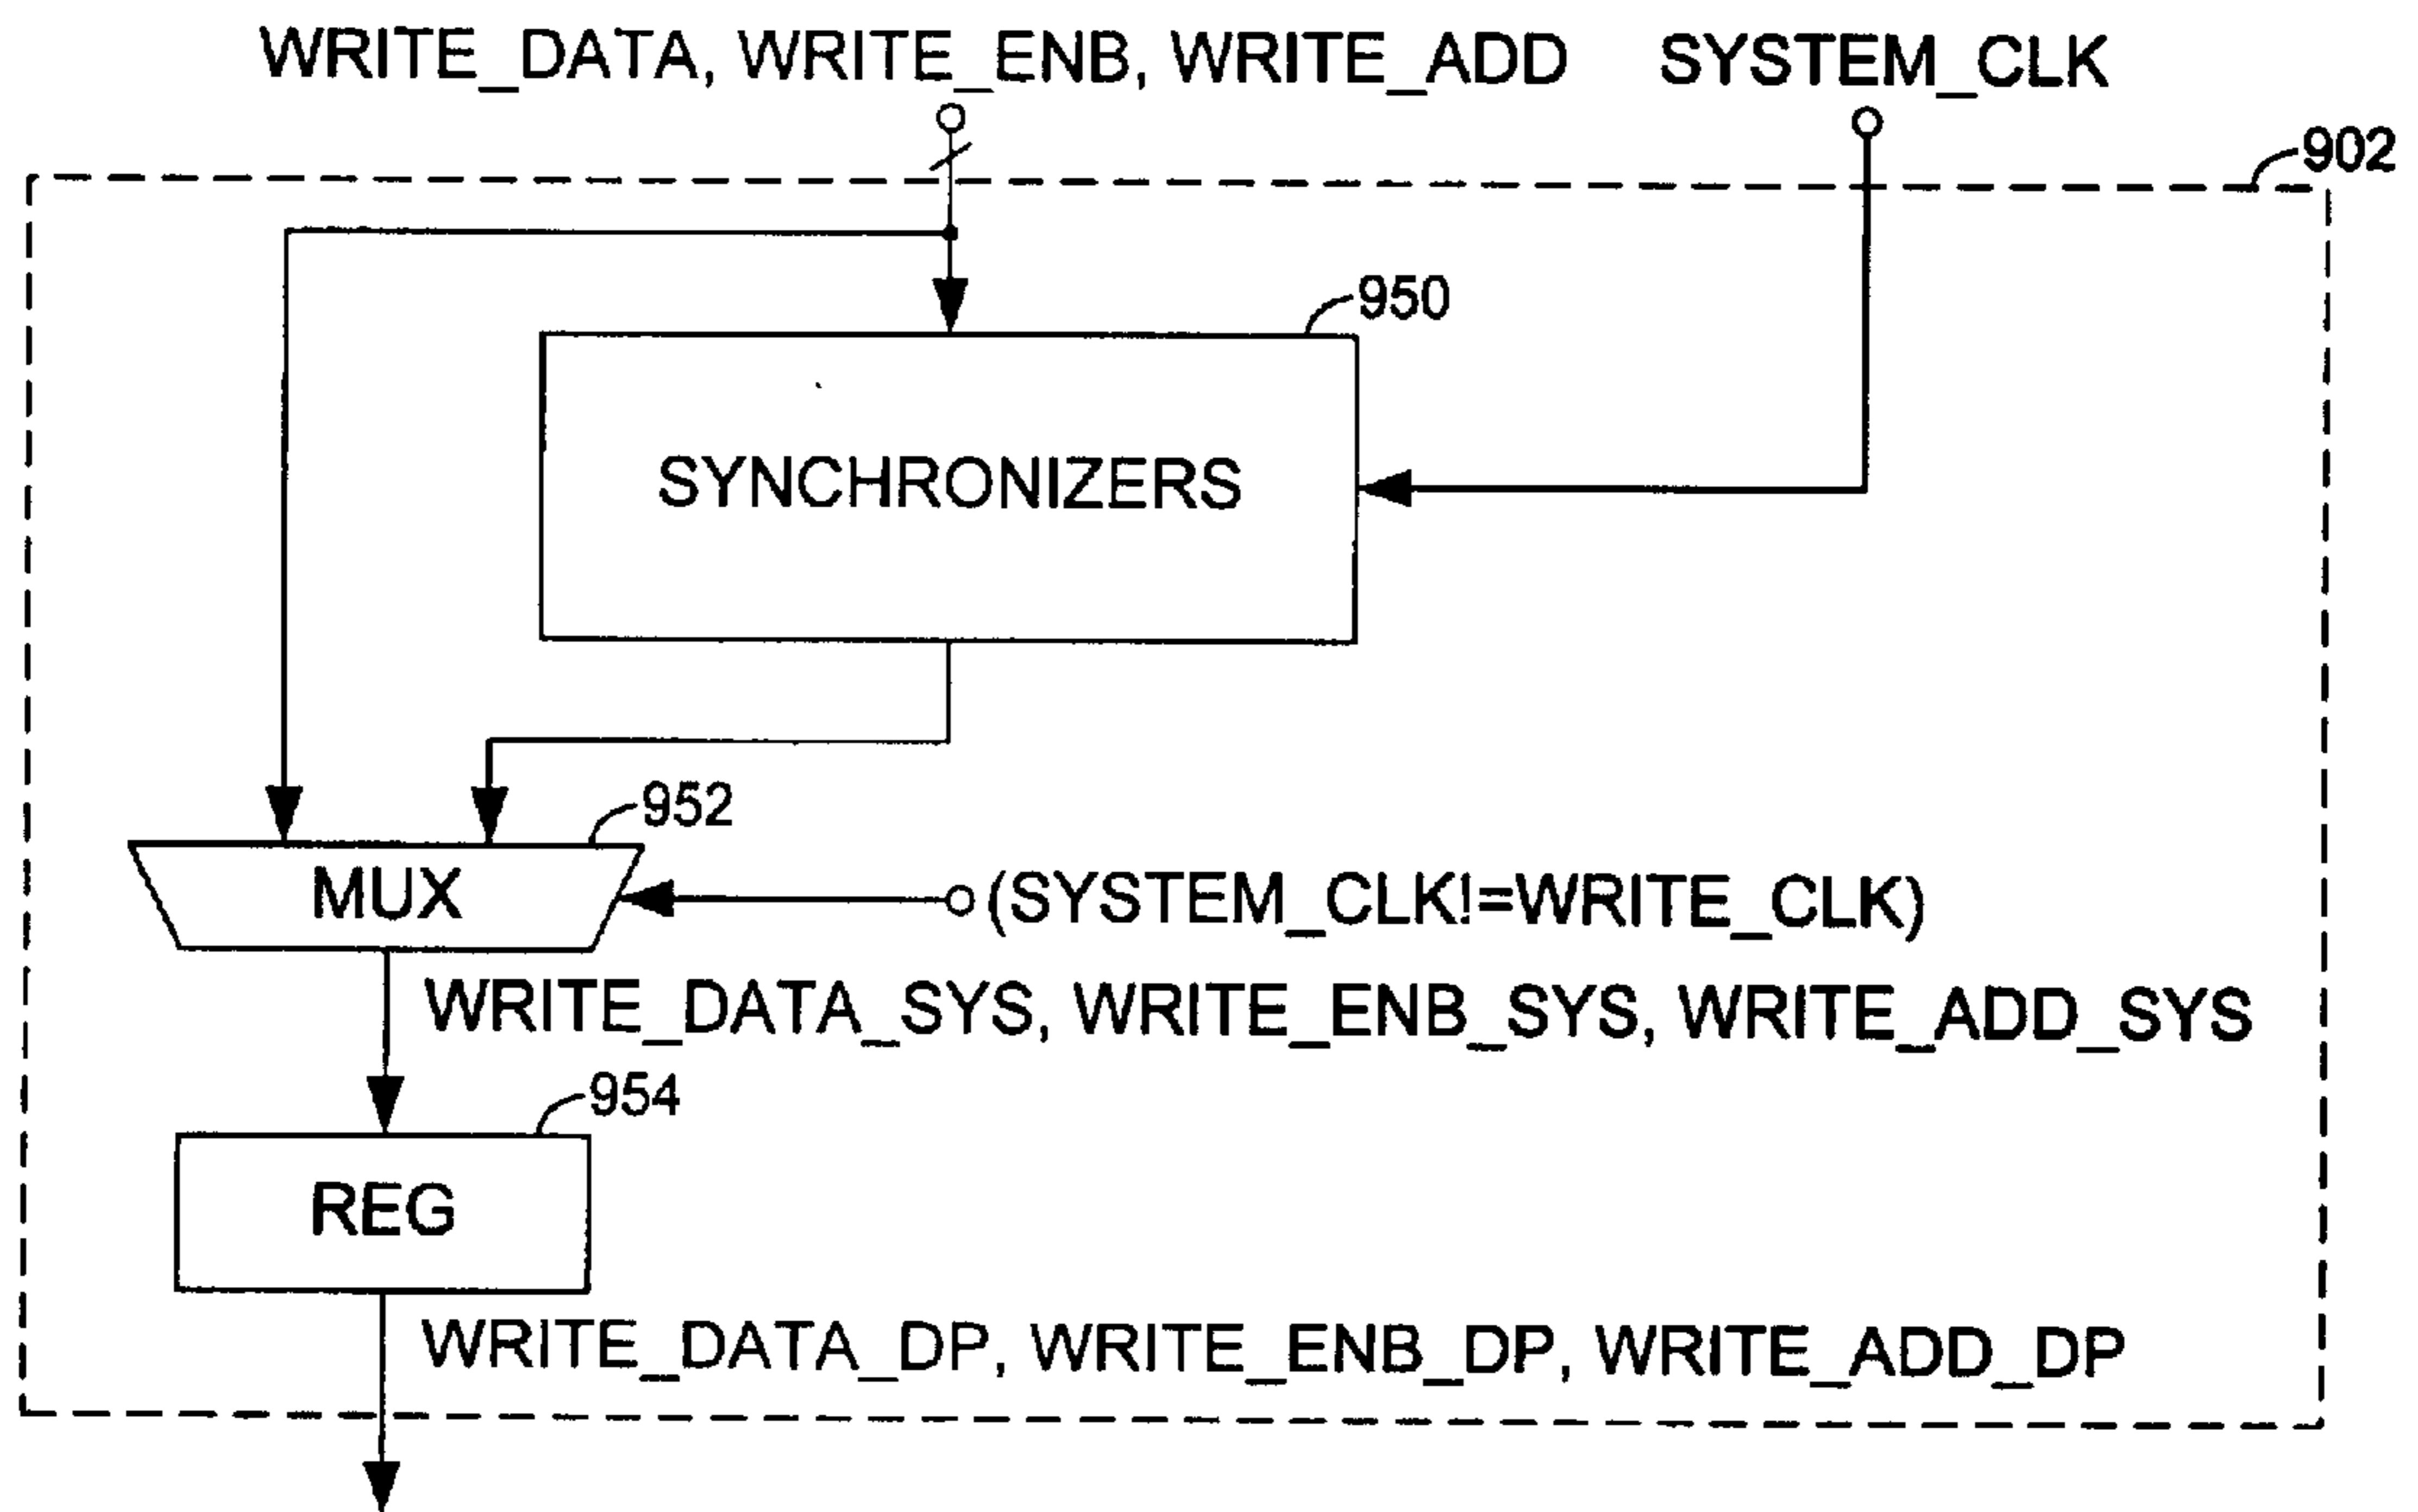 WRITE_DATA, WRITE_ENB, WRITE_ADD SYSTEM_CLK
902
950
SYNCHRONIZERS
952
MUX
(SYSTEM_CLK!=WRITE_CLK)
WRITE_DATA_SYS, WRITE_ENB_SYS, WRITE_ADD_SYS
954
REG
WRITE_DATA_DP, WRITE_ENB_DP, WRITE_ADD_DP